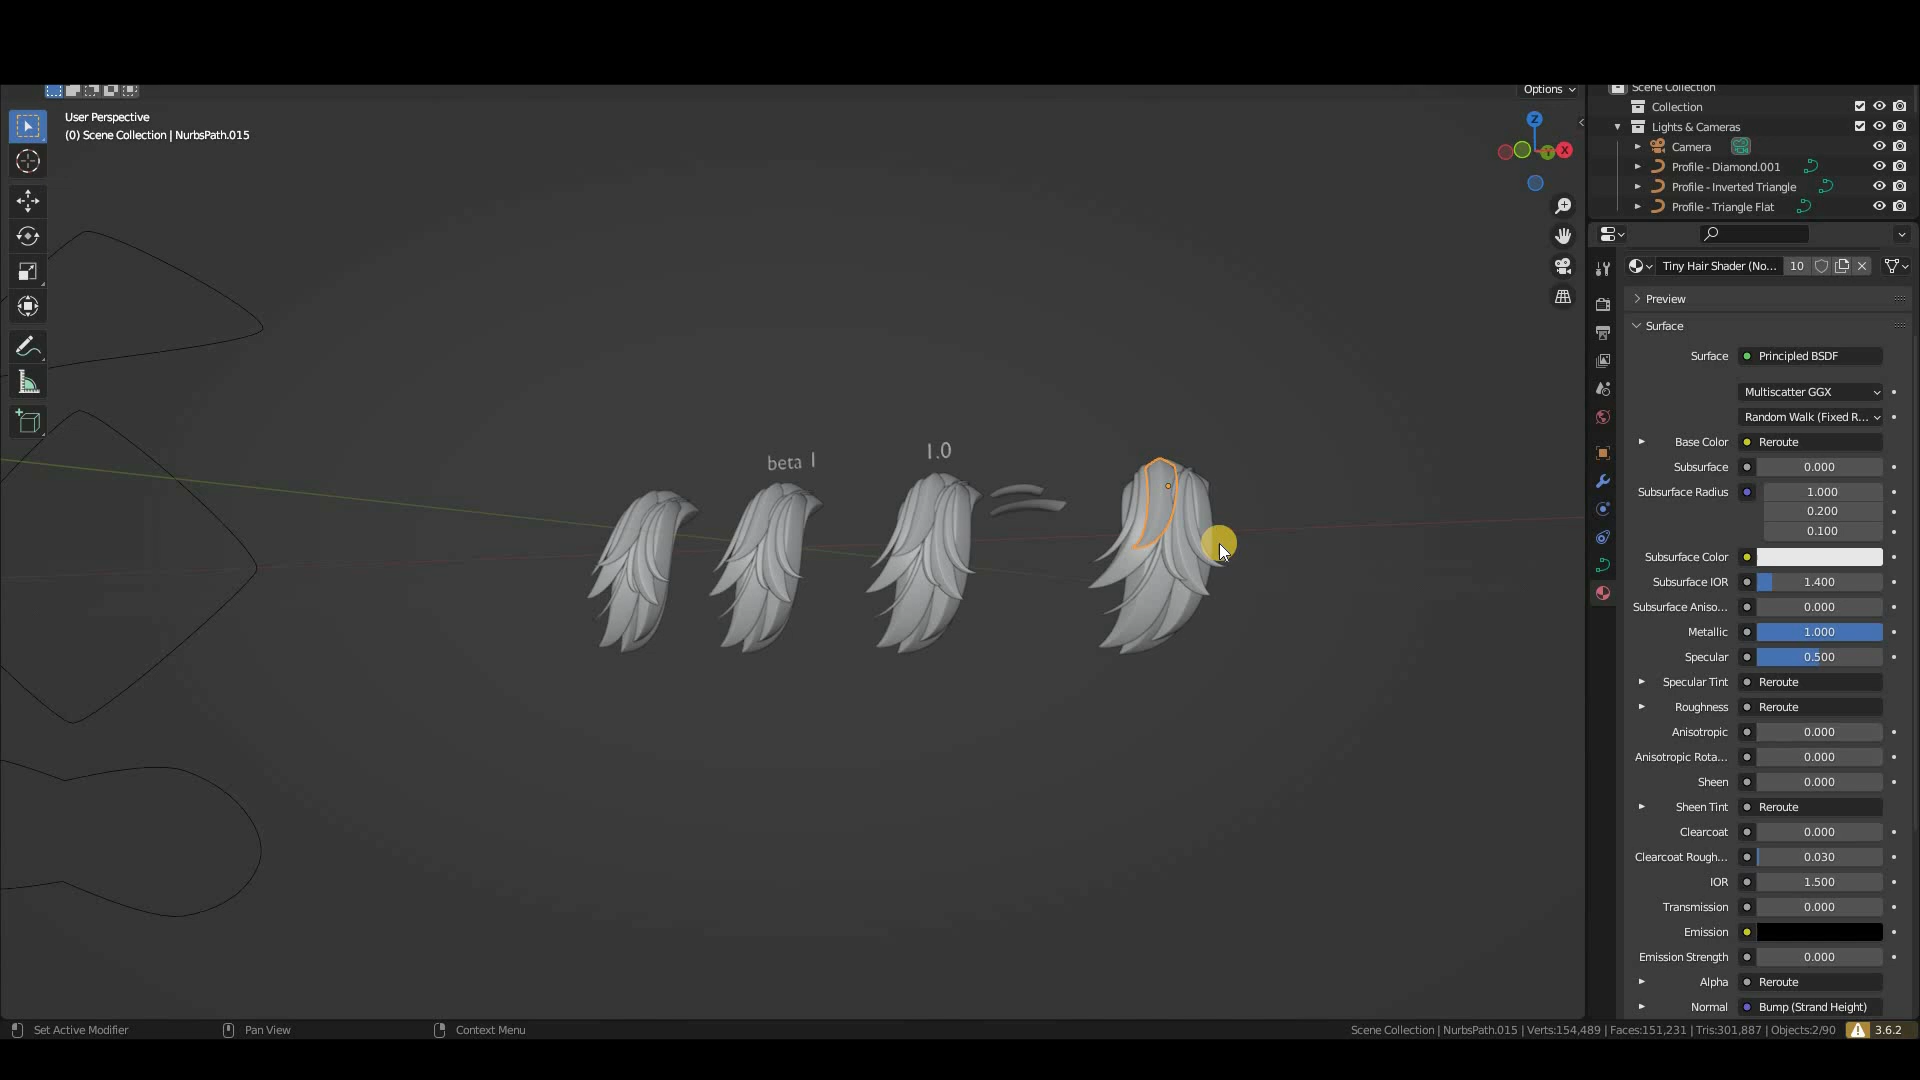 Options
Scene Collection
User Perspective
(0) Scene Collection | NurbsPath.015
Z
Y
X
Collection
Lights & Cameras
Camera
Profile - Diamond.001
Profile - Inverted Triangle
Profile - Triangle Flat
Tiny Hair Shader (No... 10
Preview
Surface
Surface Principled BSDF
Multiscatter GGX
Random Walk (Fixed R...
Base Color Reroute
Subsurface 0.000
Subsurface Radius 1.000
0.200
0.100
Subsurface Color
Subsurface IOR 1.400
Subsurface Aniso... 0.000
Metallic 1.000
Specular 0.500
Specular Tint Reroute
Roughness Reroute
Anisotropic 0.000
Anisotropic Rota... 0.000
Sheen 0.000
Sheen Tint Reroute
Clearcoat 0.000
Clearcoat Rough... 0.030
IOR 1.500
Transmission 0.000
Emission
Emission Strength 0.000
Alpha Reroute
Normal Bump (Strand Height)
beta 1
1.0
Set Active Modifier
Pan View
Context Menu
Scene Collection | NurbsPath.015 | Verts:154,489 | Faces:151,231 | Tris:301,887 | Objects:2/90
3.6.2